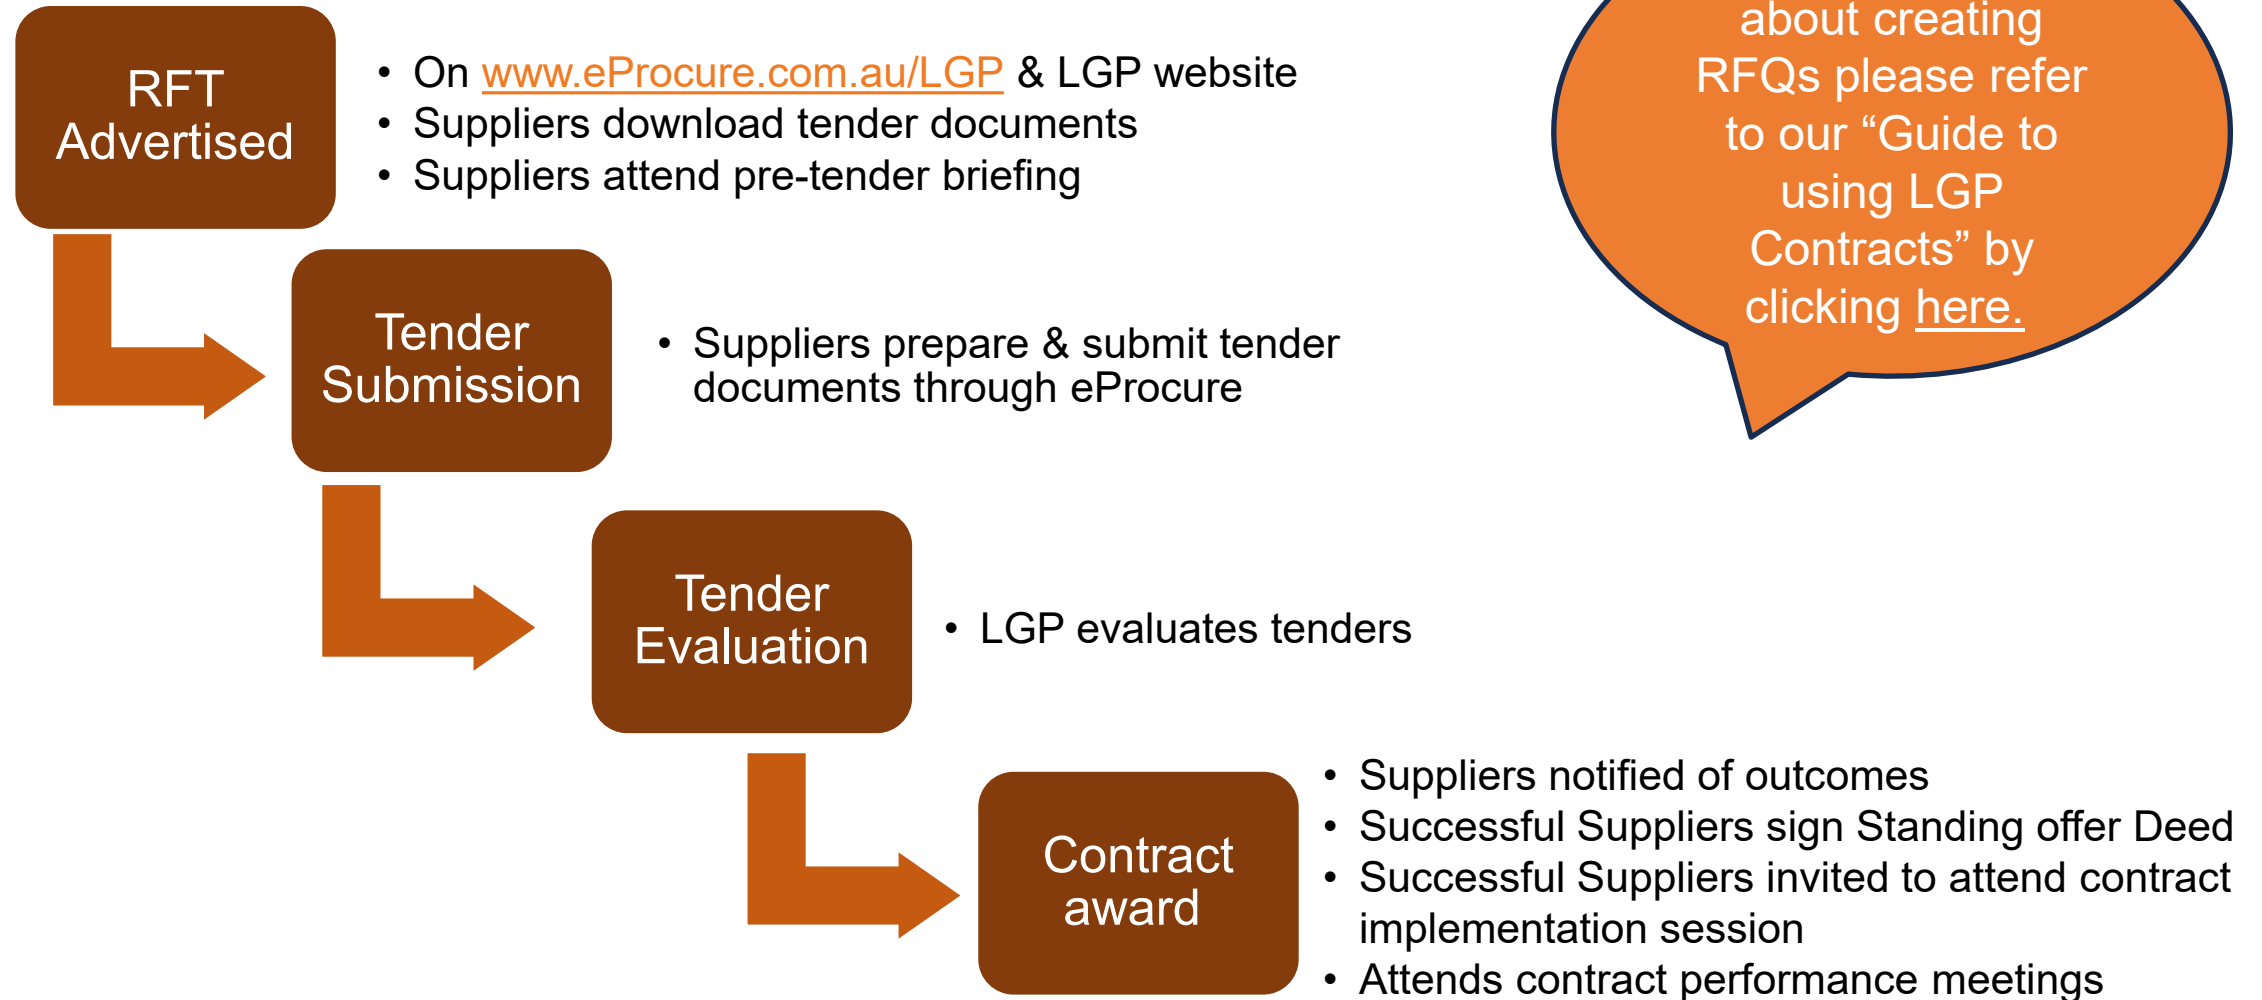 RFT
Advertised
• On www.eProcure.com.au/LGP & LGP website
• Suppliers download tender documents
• Suppliers attend pre-tender briefing
about creating
RFQs please refer
to our “Guide to
using LGP
Contracts” by
clicking here.
Tender
Submission
• Suppliers prepare & submit tender
documents through eProcure
Tender
Evaluation
• LGP evaluates tenders
Contract
award
• Suppliers notified of outcomes
• Successful Suppliers sign Standing offer Deed
• Successful Suppliers invited to attend contract
implementation session
• Attends contract performance meetings